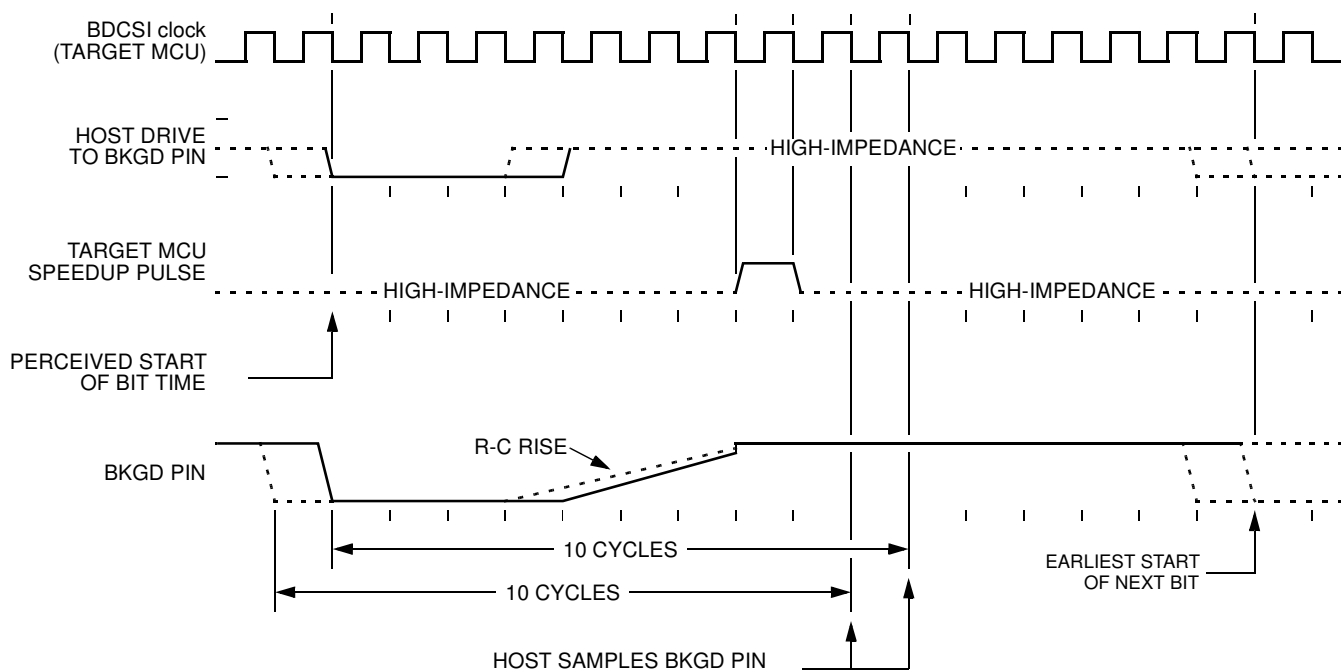 BDCSI clock
(TARGET MCU)
HOST DRIVE
TO BKGD PIN
HIGH-IMPEDANCE
TARGET MCU
SPEEDUP PULSE
HIGH-IMPEDANCE
HIGH-IMPEDANCE
PERCEIVED START
OF BIT TIME
R-C RISE
BKGD PIN
10 CYCLES
10 CYCLES
EARLIEST START
OF NEXT BIT
HOST SAMPLES BKGD PIN